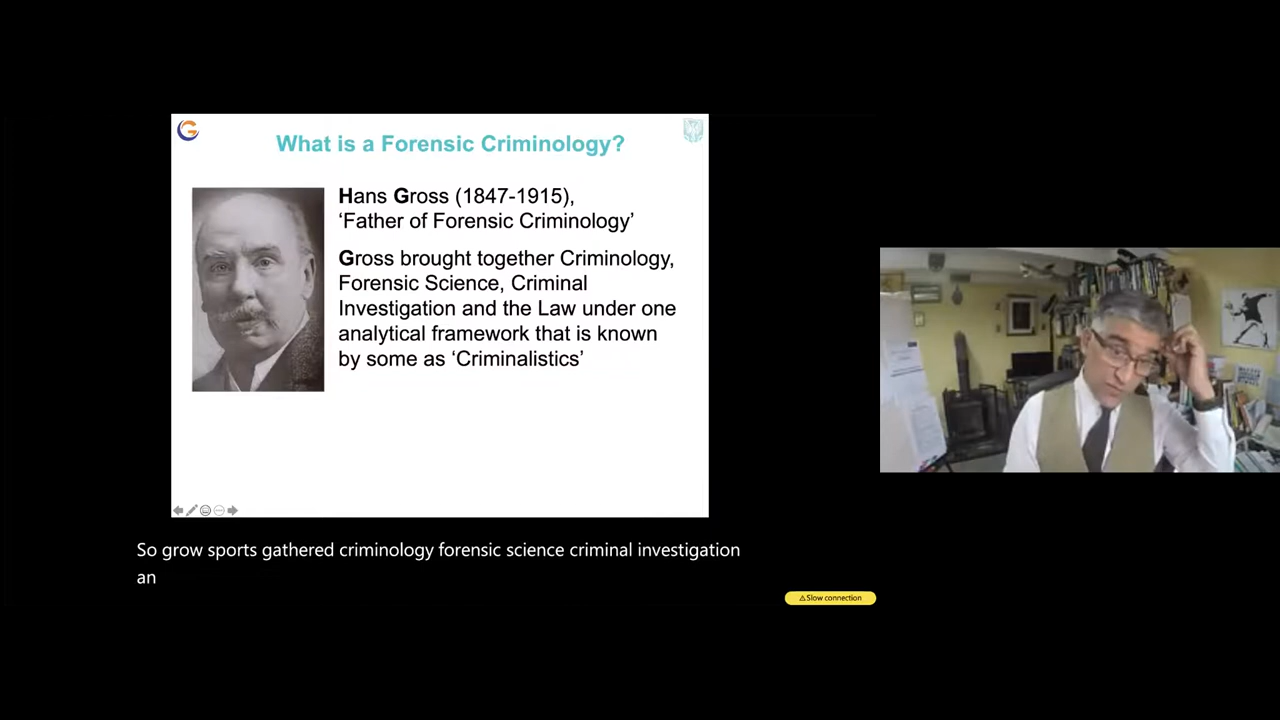 What is a Forensic Criminology?
Hans Gross (1847-1915),
‘Father of Forensic Criminology’
Gross brought together Criminology,
Forensic Science, Criminal
Investigation and the Law under one
analytical framework that is known
by some as ‘Criminalistics’
So grow sports gathered criminology forensic science criminal investigation
an
⚠Slow connection